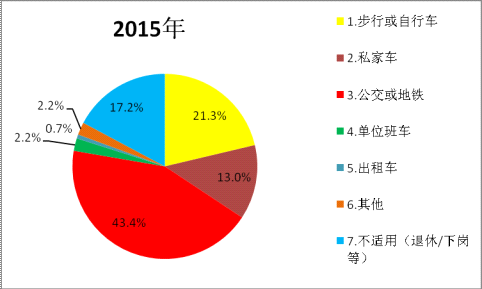 2015年
21.3%
13.0%
43.4%
2.2%
0.7%
2.2%
17.2%
1.步行或自行车
2.私家车
3.公交或地铁
4.单位班车
5.出租车
6.其他
7.不适用（退休/下岗
等）